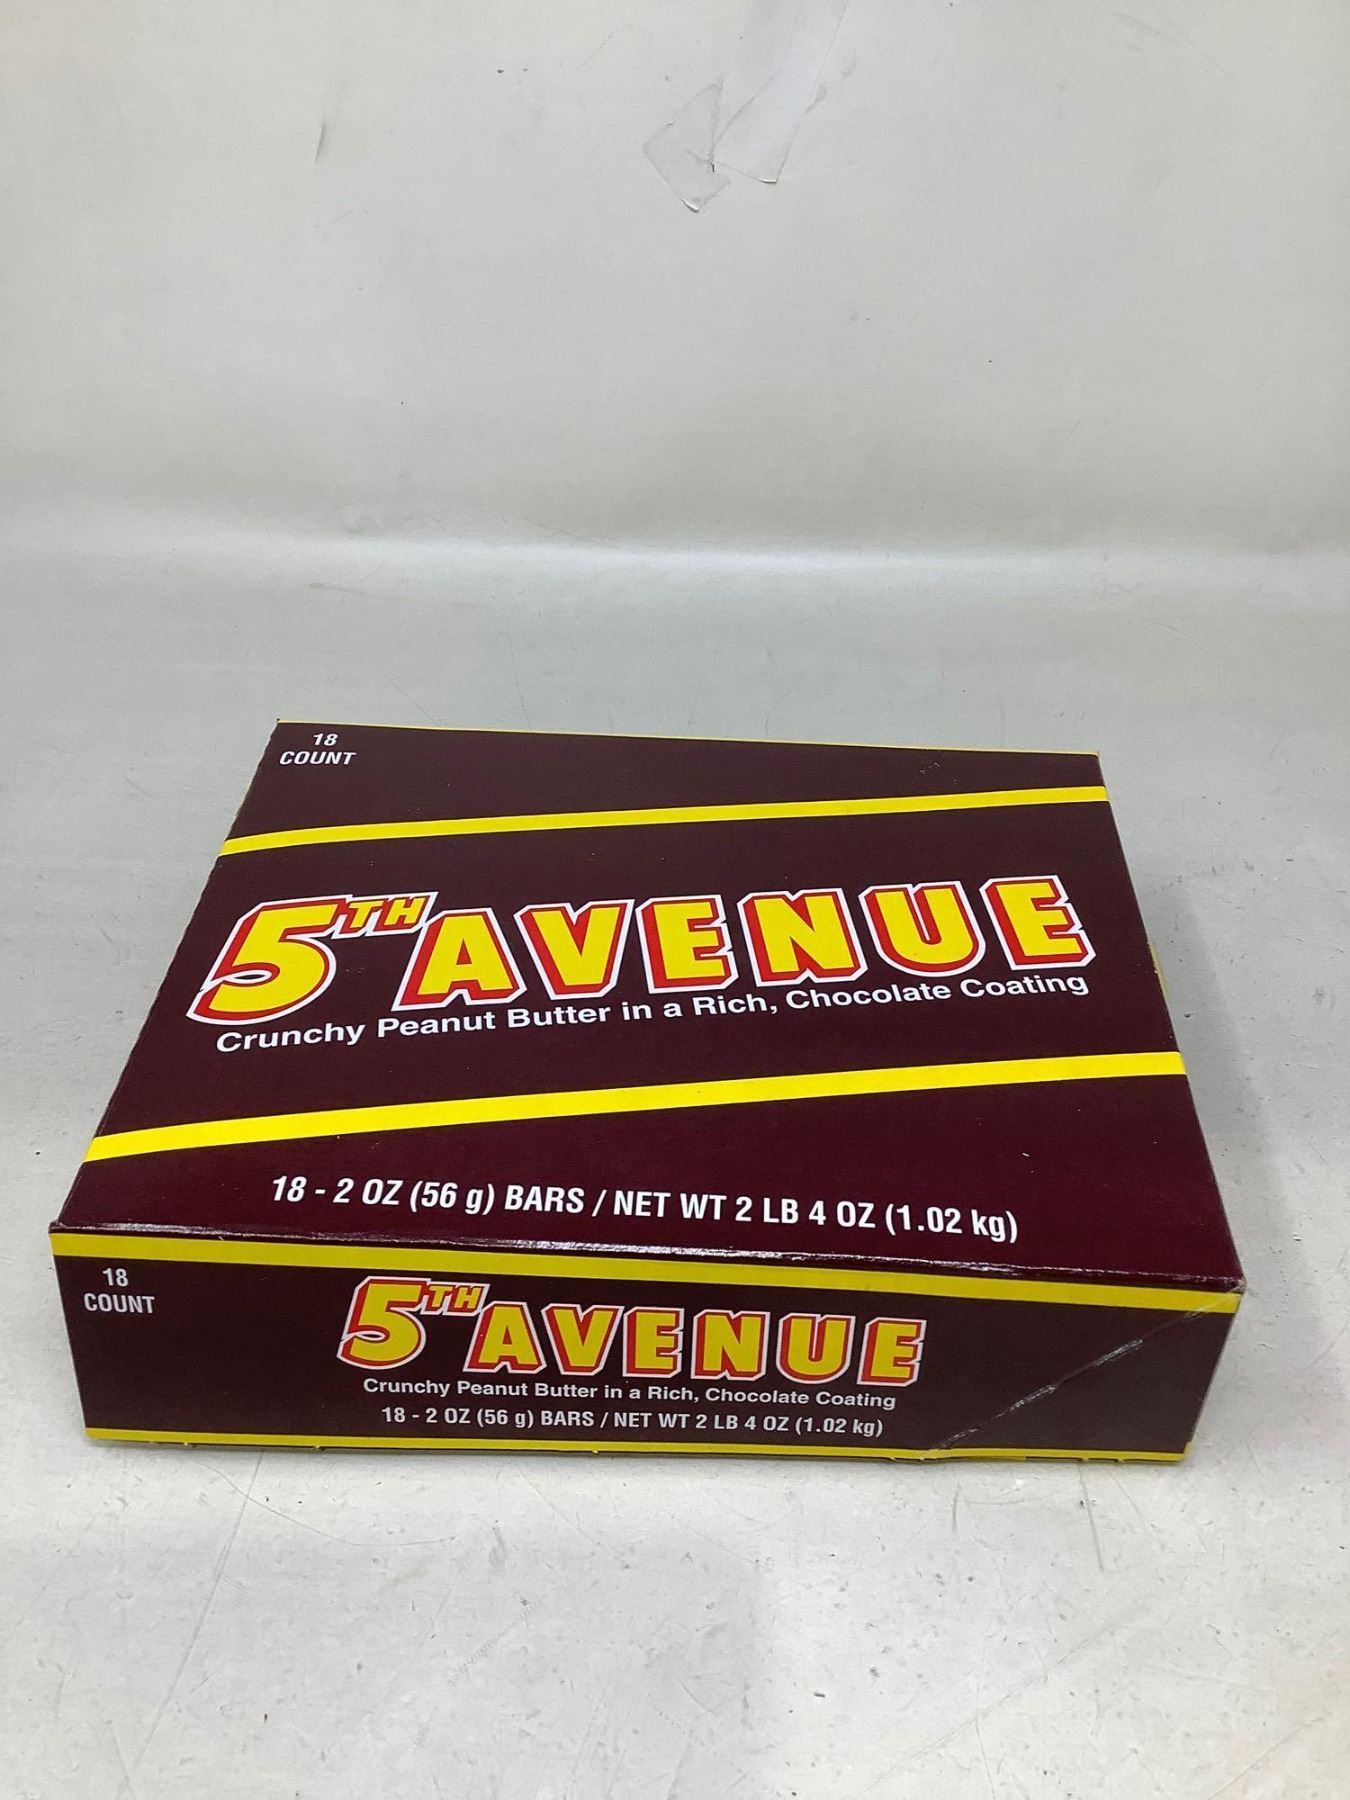 18
COUNT
5TH AVENUE
Crunchy Peanut Butter in a Rich, Chocolate Coating
18 - 2 OZ (56 g) BARS / NET WT 2 LB 4 OZ (1.02 kg)
18
COUNT
5TH AVENUE
Crunchy Peanut Butter in a Rich, Chocolate Coating
18 - 2 OZ (56 g) BARS / NET WT 2 LB 4 OZ (1.02 kg)